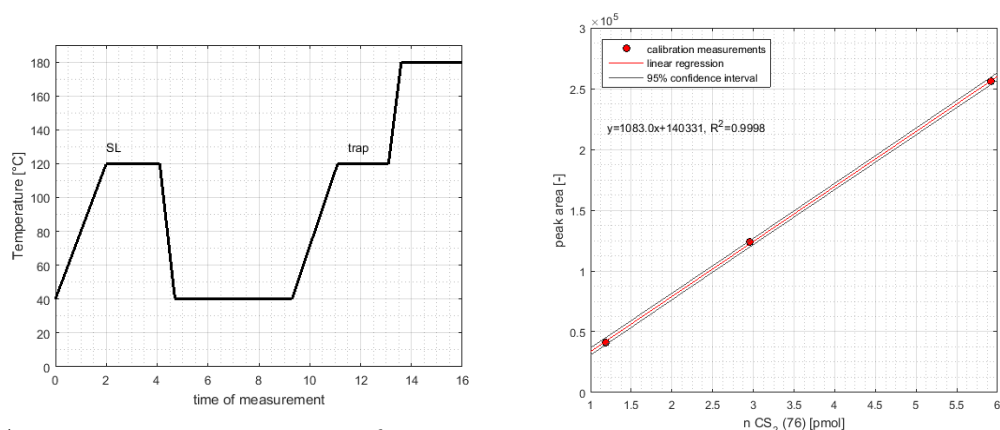 180
160
140
120
100
80
60
40
20
0
Temperature [°C]
SL
trap
0 2 4 6 8 10 12 14 16
time of measurement
×10⁵
3
2.5
2
1.5
1
0.5
0
peak area [-]
calibration measurements
linear regression
95% confidence interval
y=1083.0x+140331, R²=0.9998
1 1.5 2 2.5 3 3.5 4 4.5 5 5.5 6
n CS₂ (76) [pmol]